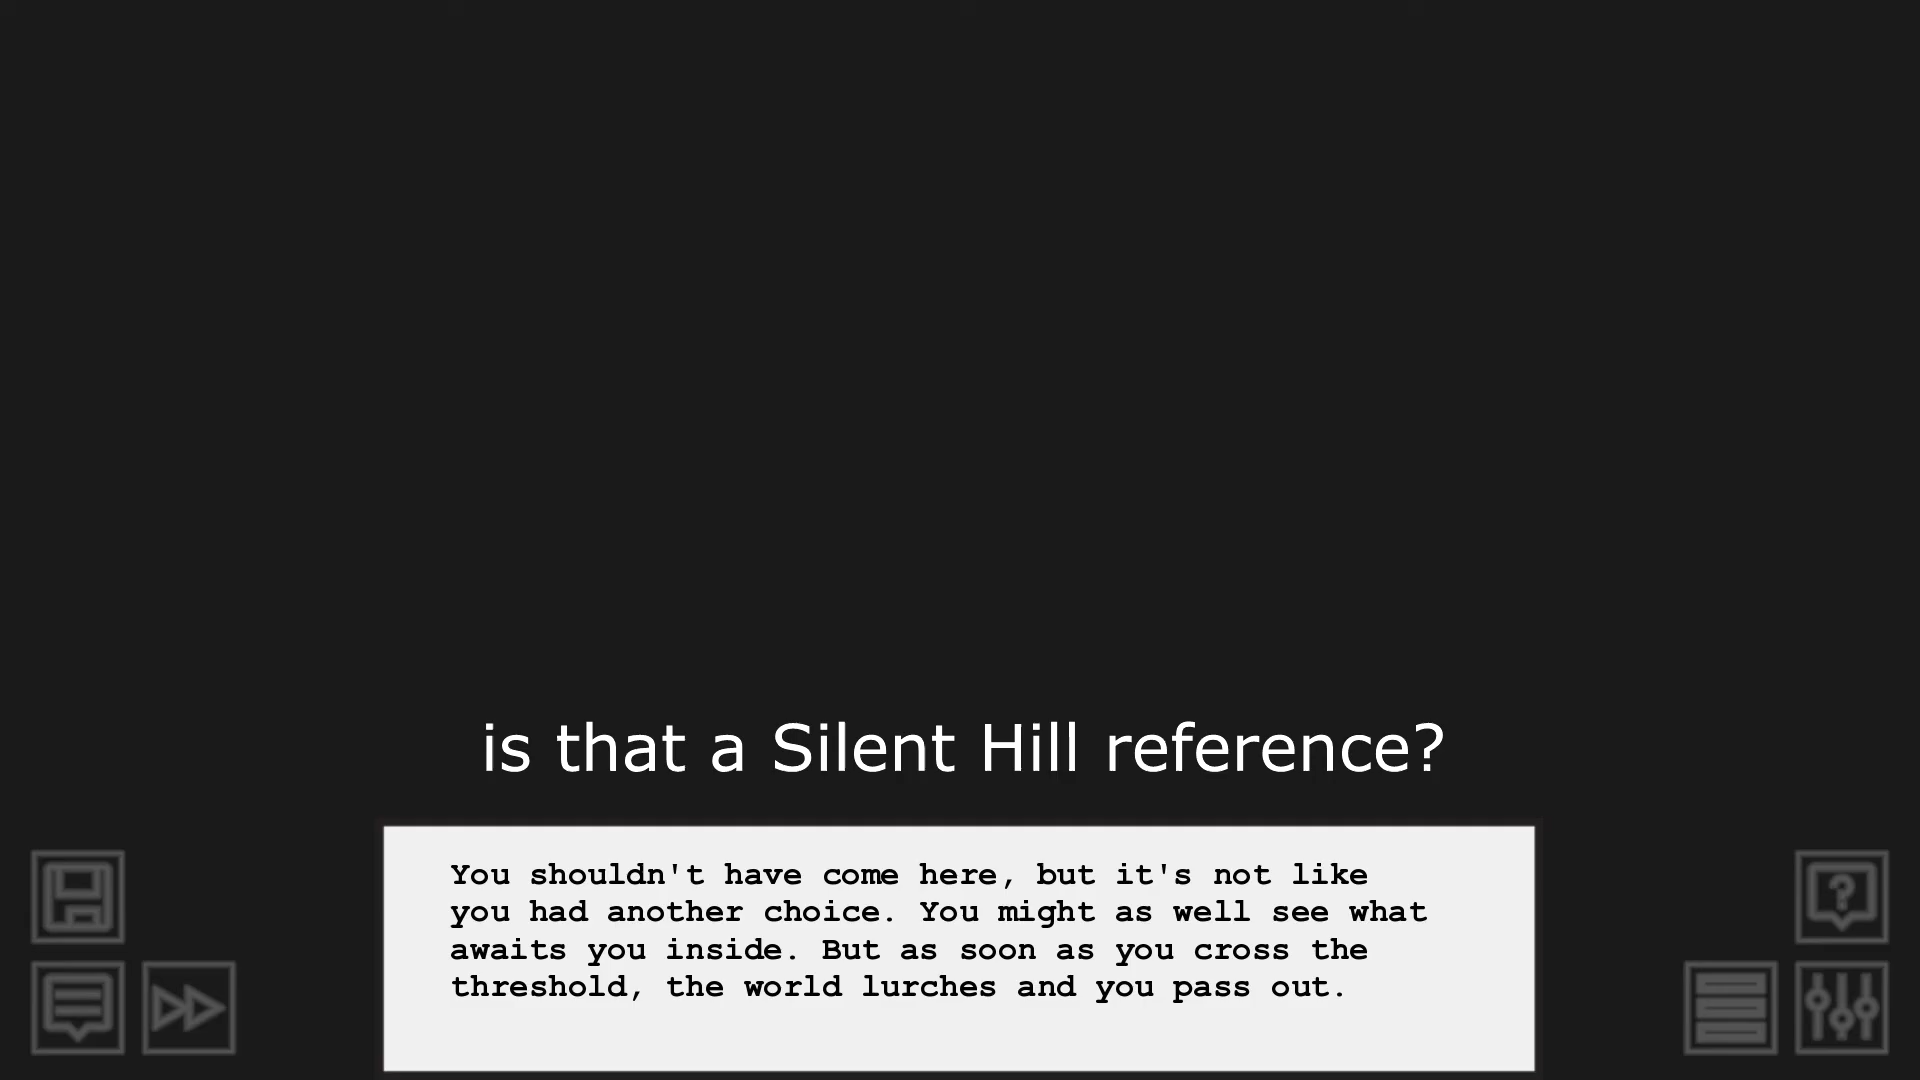 is that a Silent Hill reference?
You shouldn't have come here, but it's not like
you had another choice. You might as well see what
awaits you inside. But as soon as you cross the
threshold, the world lurches and you pass out.
?